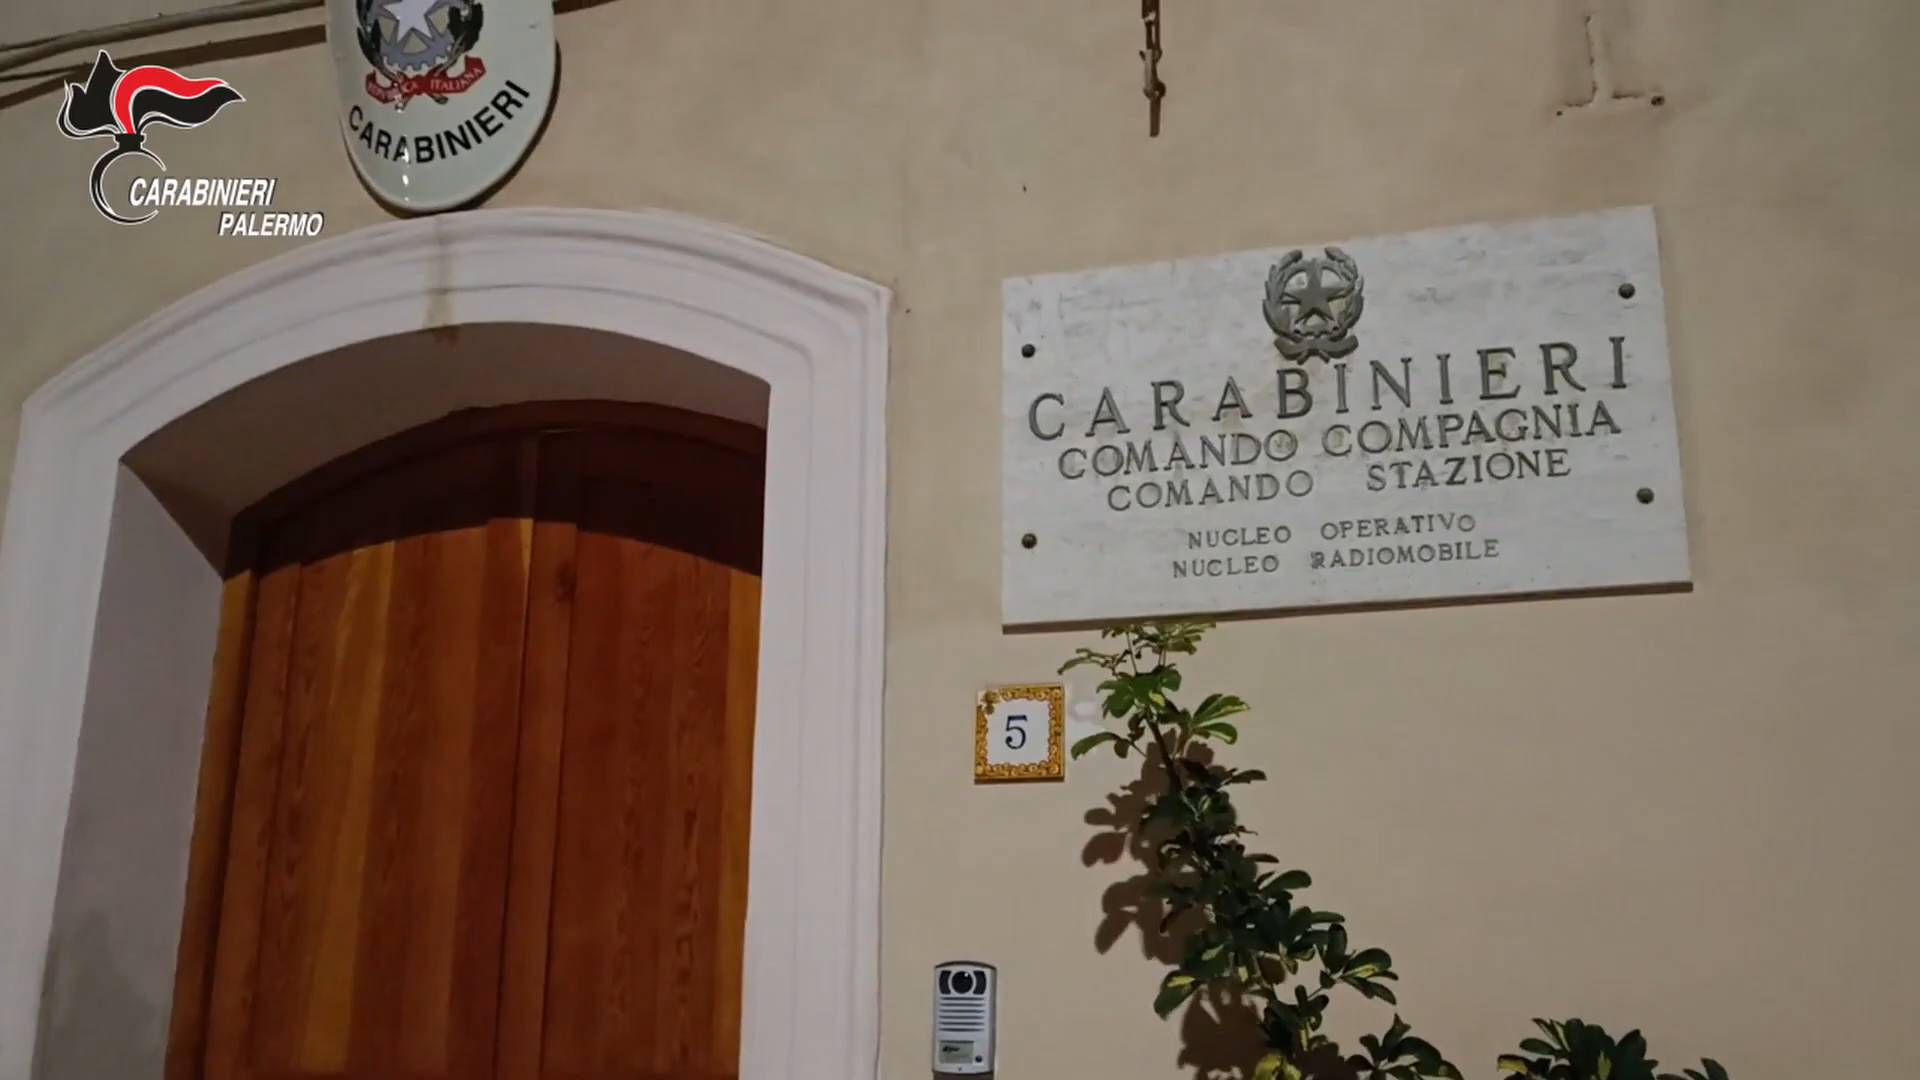 REPUBBLICA ITALIANA
CARABINIERI
CARABINIERI
PALERMO
CARABINIERI
COMANDO COMPAGNIA
COMANDO STAZIONE
NUCLEO OPERATIVO
NUCLEO RADIOMOBILE
5